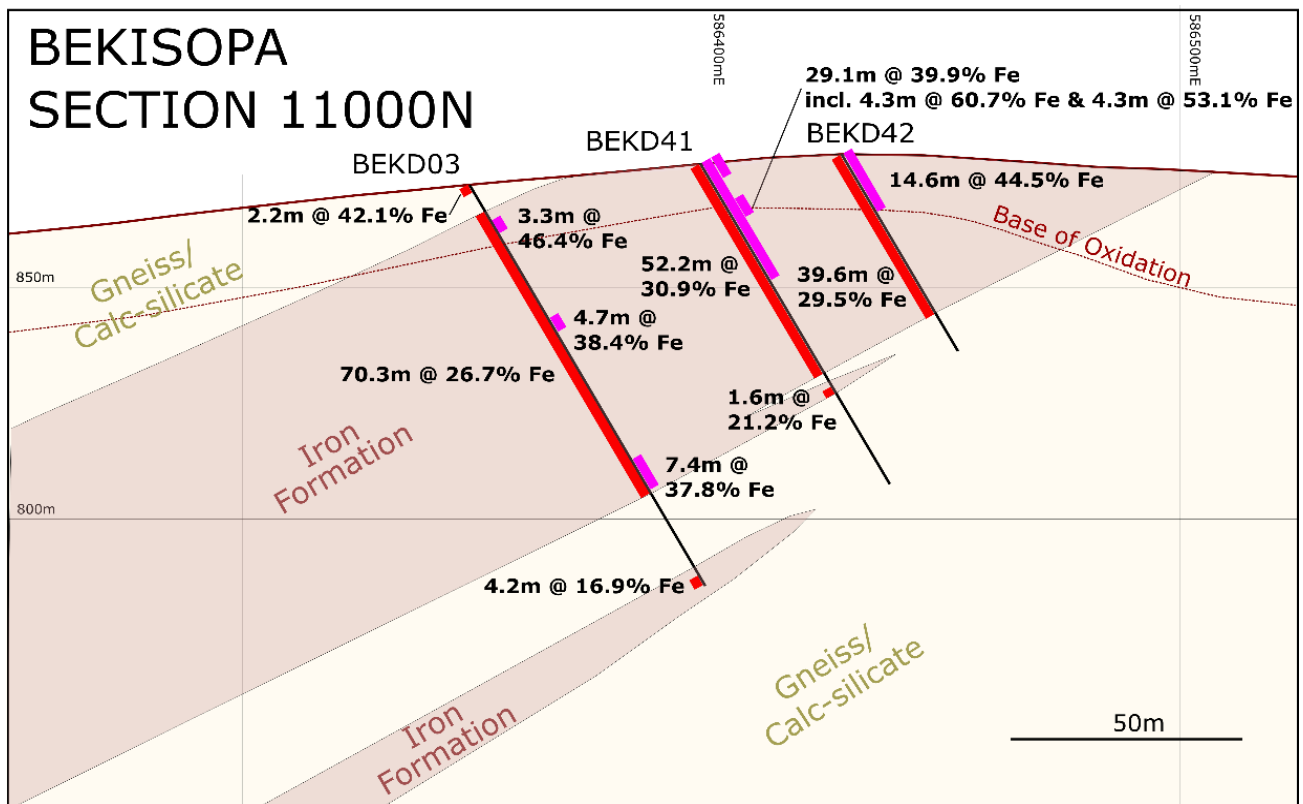 BEKISOPA
SECTION 11000N
586400mE
586500mE
29.1m @ 39.9% Fe
incl. 4.3m @ 60.7% Fe & 4.3m @ 53.1% Fe
BEKD03
BEKD41
BEKD42
2.2m @ 42.1% Fe
3.3m @
46.4% Fe
14.6m @ 44.5% Fe
Base of Oxidation
Gneiss/
Calc-silicate
850m
52.2m @
30.9% Fe
39.6m @
29.5% Fe
4.7m @
38.4% Fe
70.3m @ 26.7% Fe
1.6m @
21.2% Fe
Iron
Formation
7.4m @
37.8% Fe
800m
4.2m @ 16.9% Fe
Gneiss/
Calc-silicate
Iron
Formation
50m